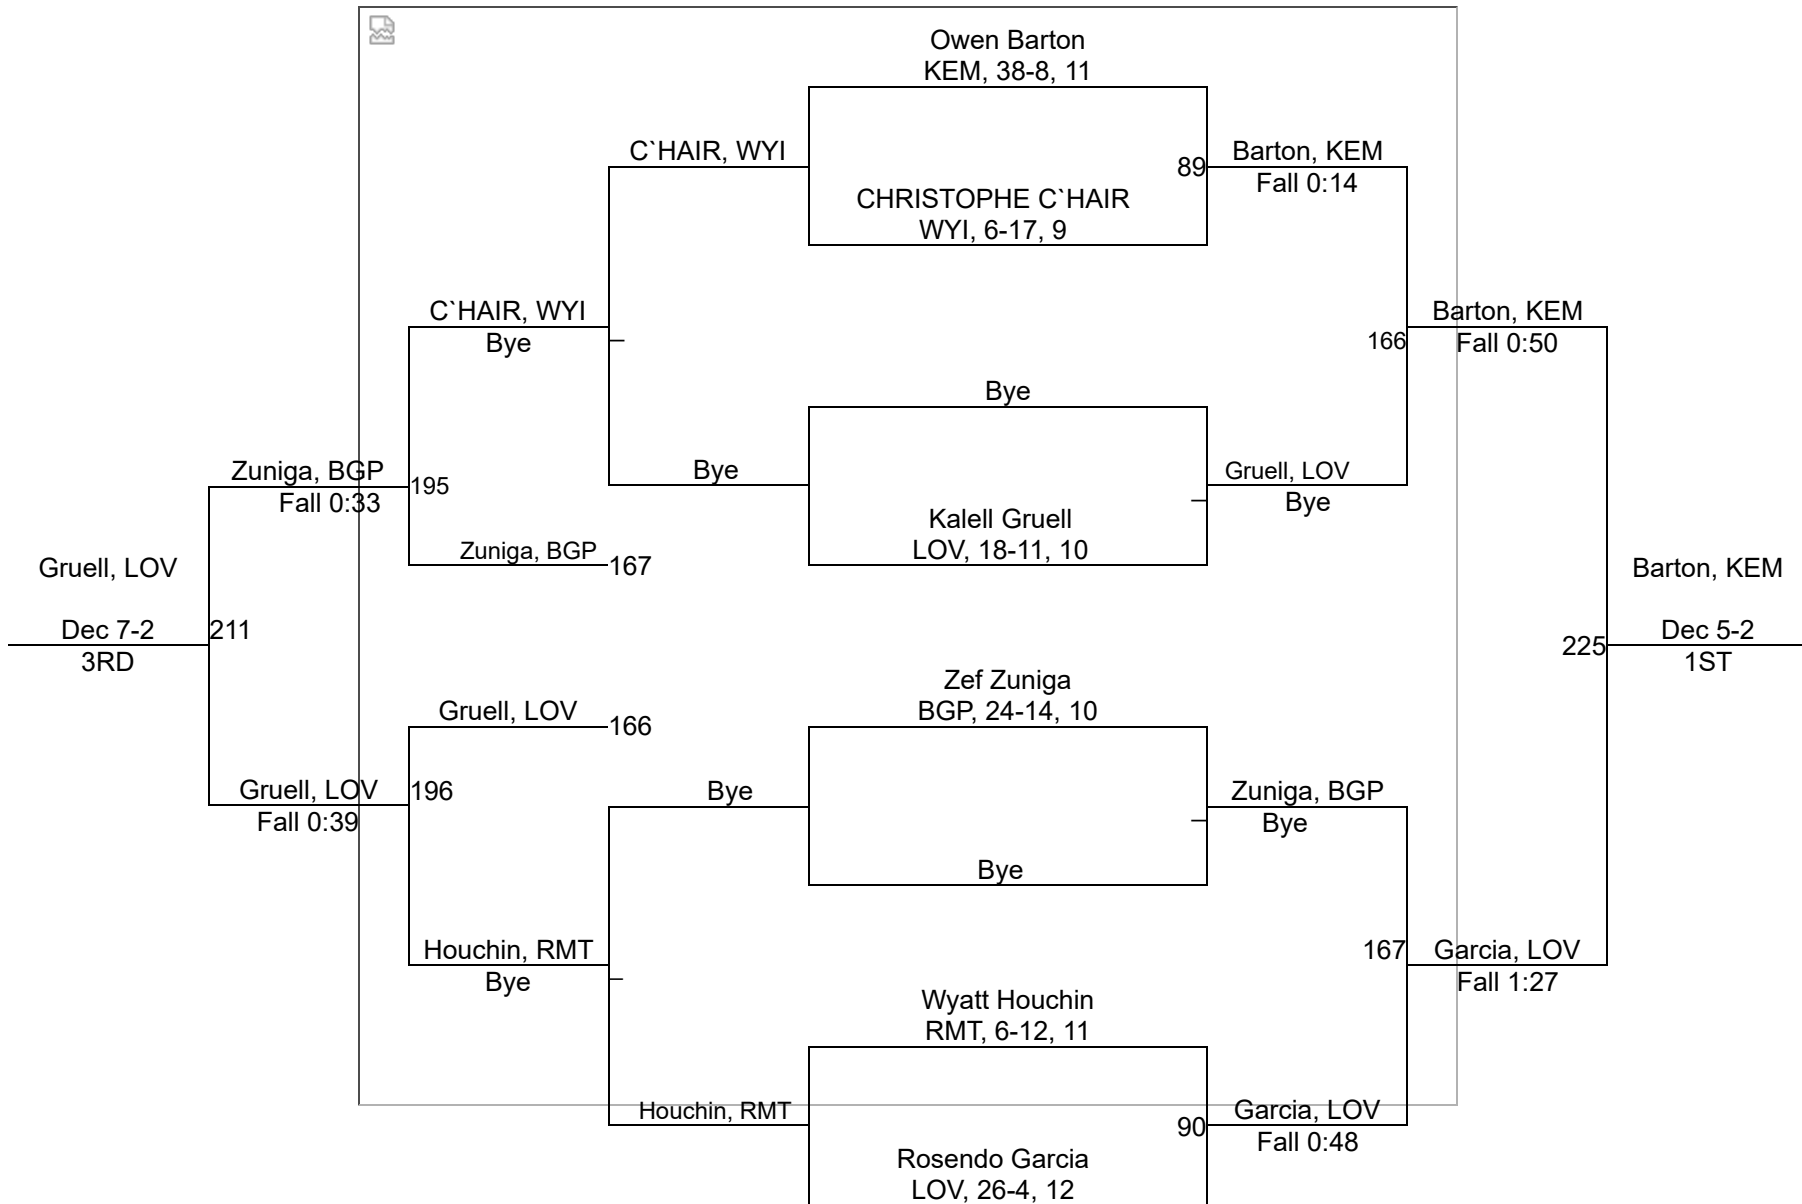 Owen Barton
KEM, 38-8, 11
C`HAIR, WYI
89
Barton, KEM
Fall 0:14
CHRISTOPHE C`HAIR
WYI, 6-17, 9
C`HAIR, WYI
Bye
166
Barton, KEM
Fall 0:50
Bye
Zuniga, BGP
Fall 0:33
195
Bye
Gruell, LOV
Bye
Kalell Gruell
LOV, 18-11, 10
Zuniga, BGP
167
Gruell, LOV
Dec 7-2
3RD
211
Barton, KEM
225
Dec 5-2
1ST
Zef Zuniga
BGP, 24-14, 10
Gruell, LOV
166
Gruell, LOV
Fall 0:39
196
Bye
Zuniga, BGP
Bye
Bye
Houchin, RMT
Bye
167
Garcia, LOV
Fall 1:27
Wyatt Houchin
RMT, 6-12, 11
Houchin, RMT
90
Garcia, LOV
Fall 0:48
Rosendo Garcia
LOV, 26-4, 12